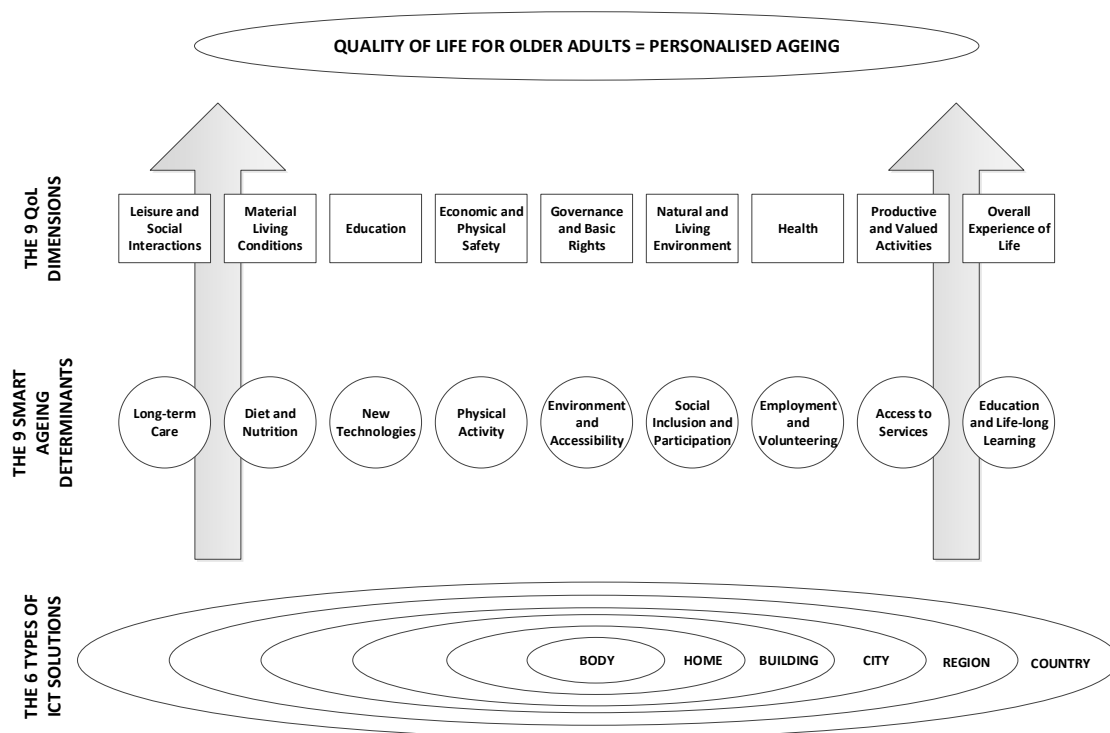 QUALITY OF LIFE FOR OLDER ADULTS = PERSONALISED AGEING
THE 9 QoL
DIMENSIONS
Leisure and
Social
Interactions
Material
Living
Conditions
Education
Economic and
Physical
Safety
Governance
and Basic
Rights
Natural and
Living
Environment
Health
Productive
and Valued
Activities
Overall
Experience of
Life
THE 9 SMART
AGEING
DETERMINANTS
Long-term
Care
Diet and
Nutrition
New
Technologies
Physical
Activity
Environment
and
Accessibility
Social
Inclusion and
Participation
Employment
and
Volunteering
Access to
Services
Education
and Life-long
Learning
THE 6 TYPES OF
ICT SOLUTIONS
BODY
HOME
BUILDING
CITY
REGION
COUNTRY